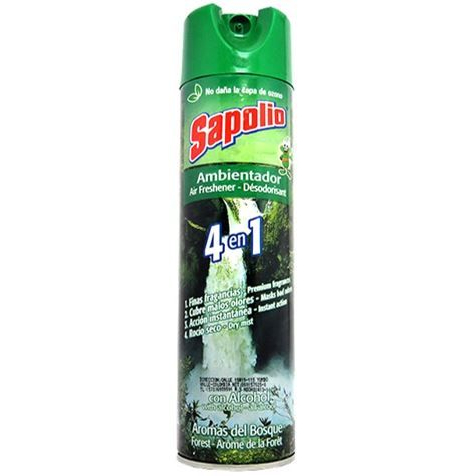 No daña la capa de ozono
Sapolio
Ambientador
Air Freshener - Désodorisant
4 en 1
1. Finas fragancias - Premium fragrances
2. Cubre malos olores - Masks bad odors
3. Acción instantánea - Instant action
4. Rocío seco - Dry mist
con Alcohol
Aromas del Bosque
Forest - Arôme de la Forêt